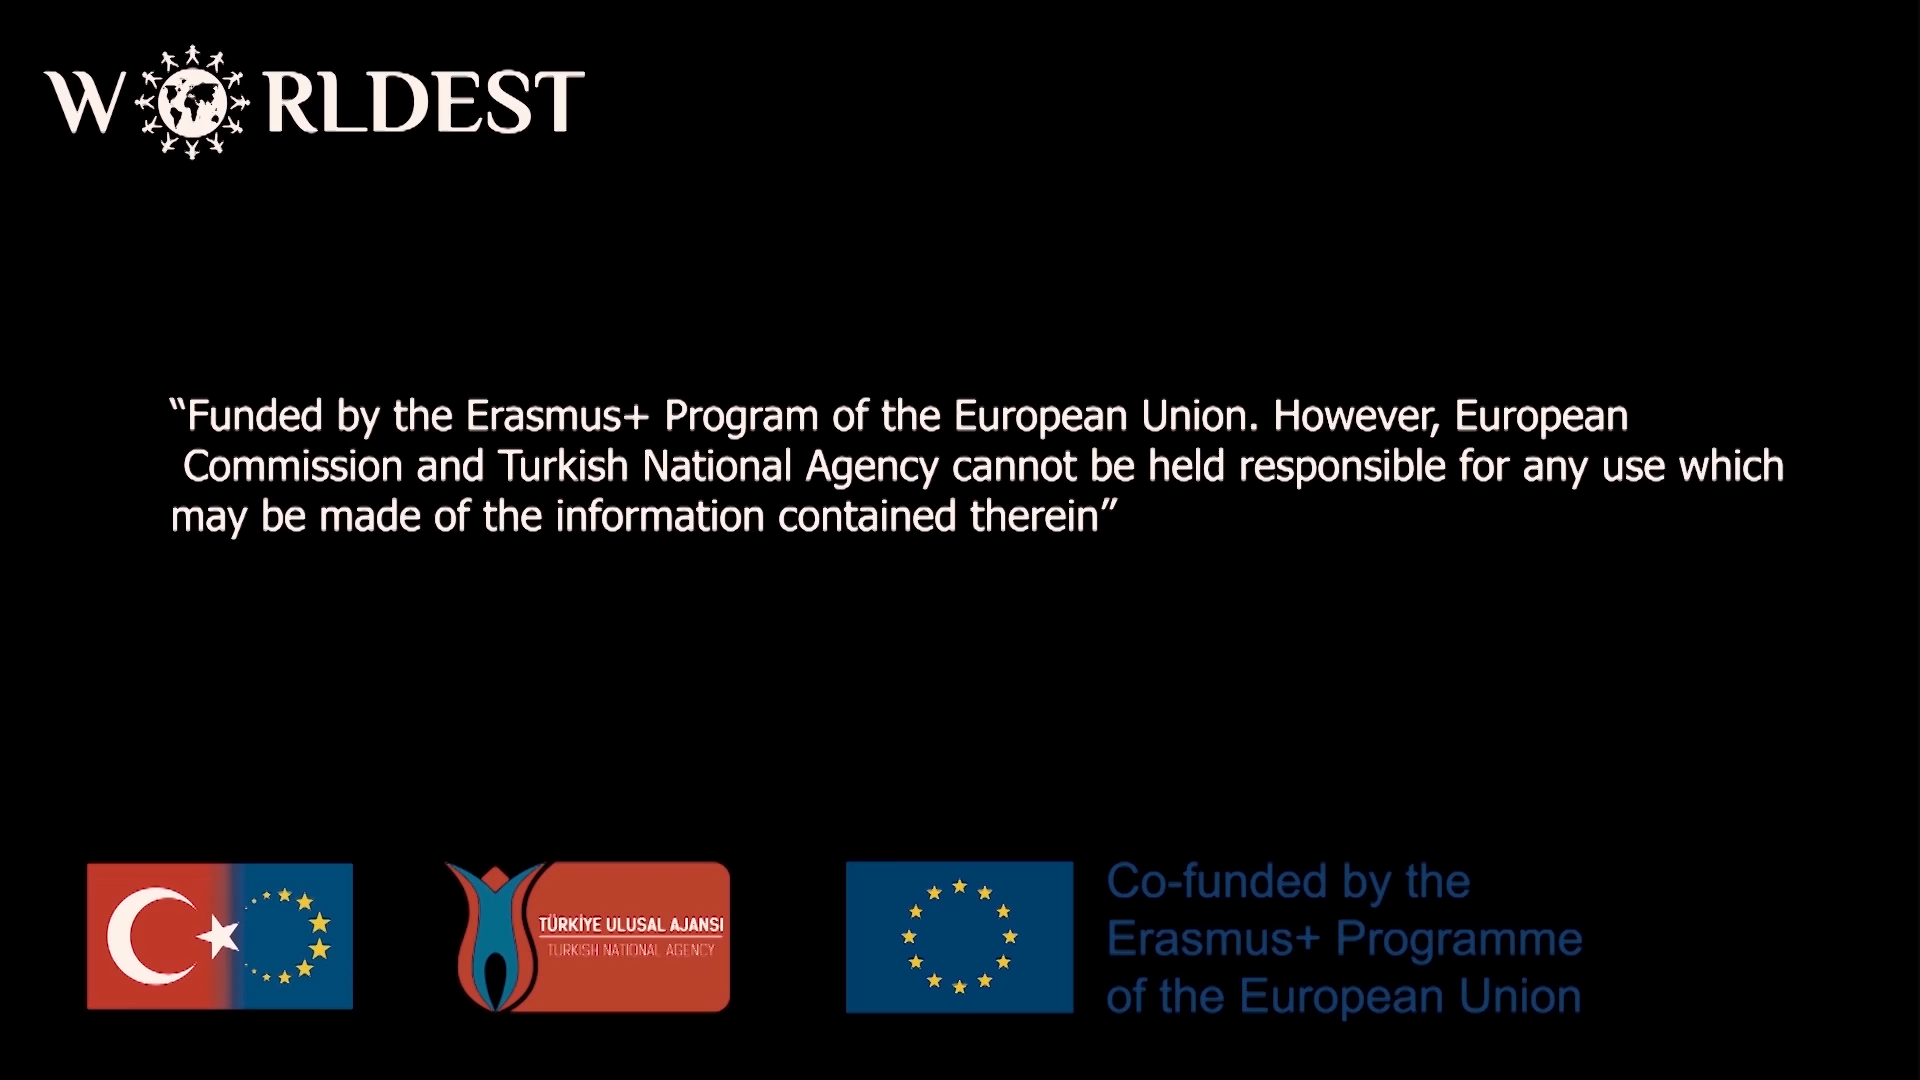 WORLDEST
“Funded by the Erasmus+ Program of the European Union. However, European
Commission and Turkish National Agency cannot be held responsible for any use which
may be made of the information contained therein”
TÜRKİYE ULUSAL AJANSI
TURKISH NATIONAL AGENCY
Co-funded by the
Erasmus+ Programme
of the European Union